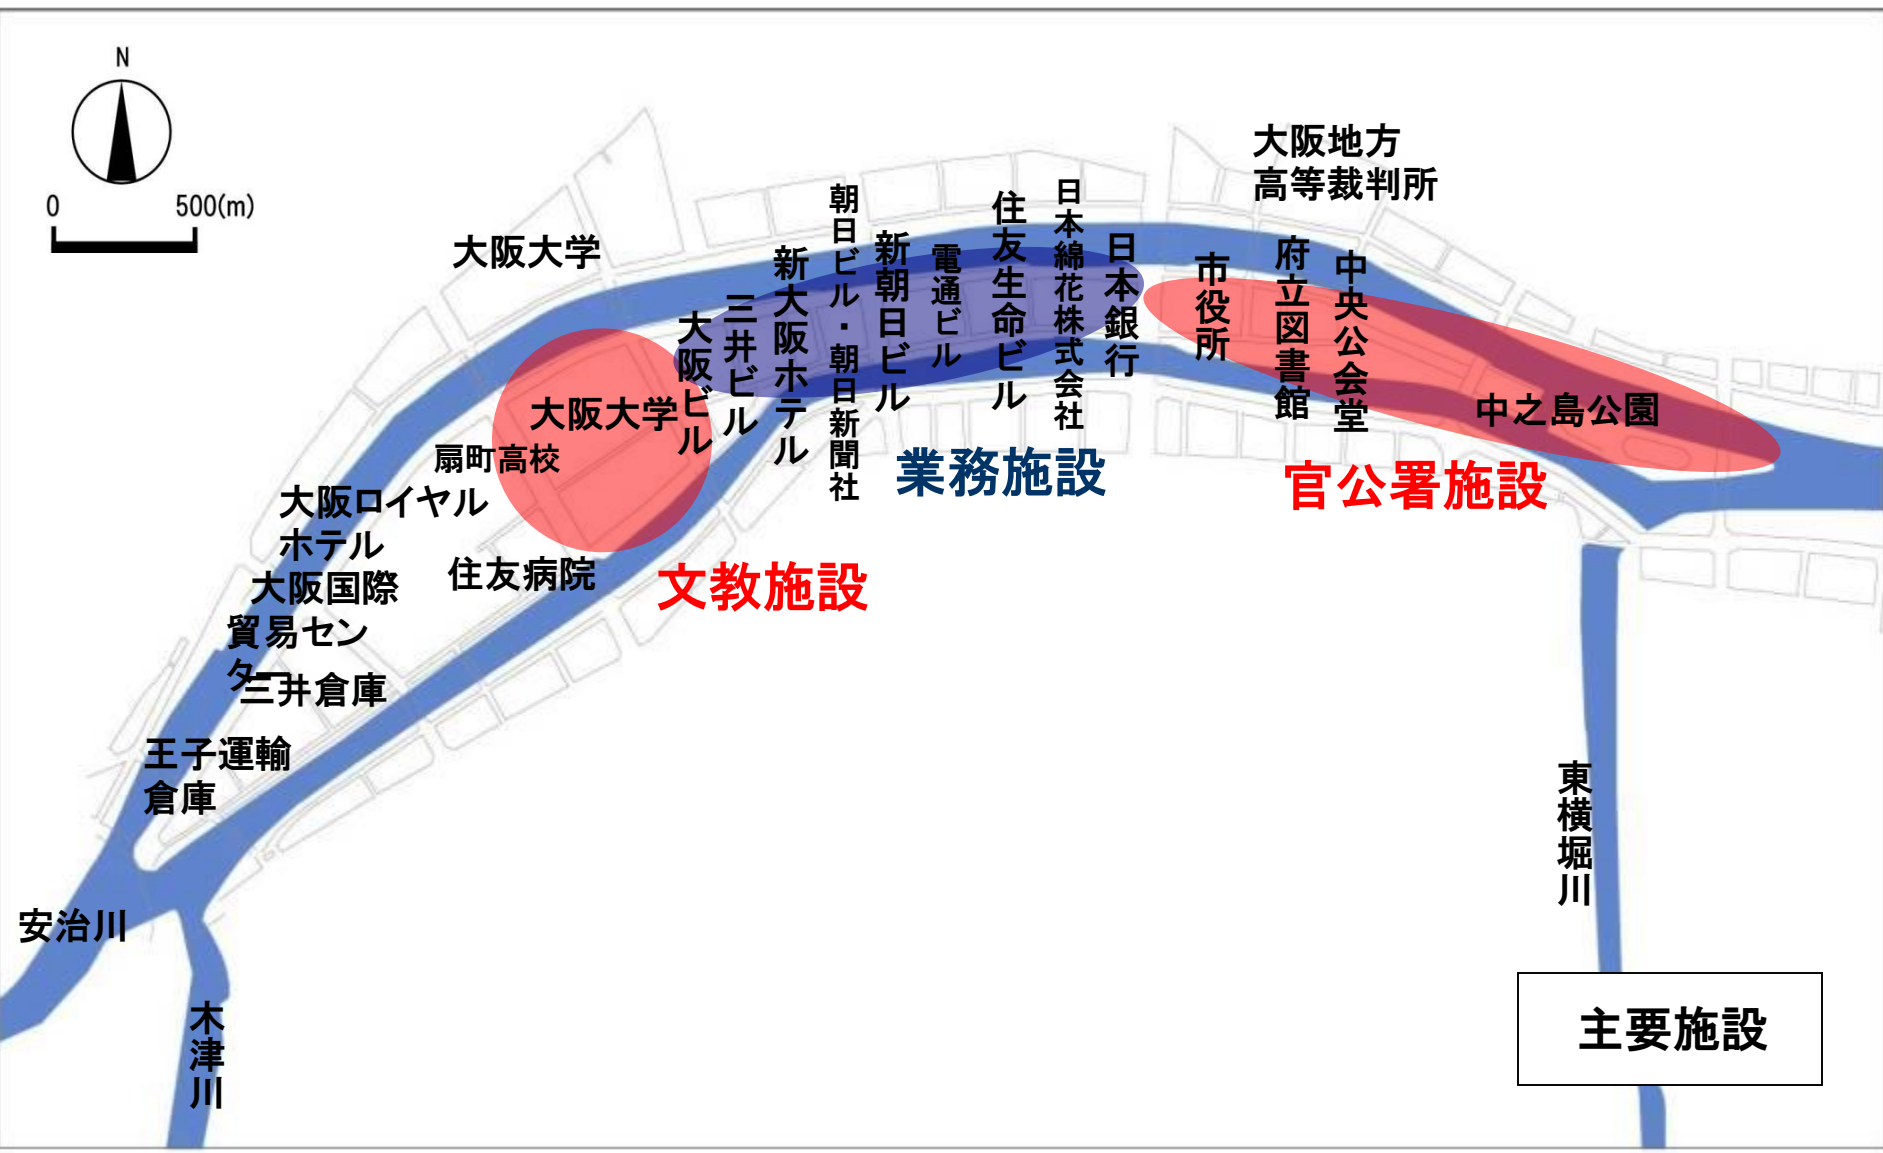 N
0 500(m)
大阪地方
高等裁判所
大阪大学
大阪ビル
三井ビル
新大阪ホテル
朝日ビル・朝日新聞社
新朝日ビル
電通ビル
住友生命ビル
日本綿花株式会社
日本銀行
市役所
府立図書館
中央公会堂
中之島公園
大阪大学
扇町高校
大阪ロイヤル
ホテル
大阪国際
貿易セン
ター
三井倉庫
住友病院
王子運輸
倉庫
業務施設
官公署施設
文教施設
安治川
木津川
東横堀川
主要施設